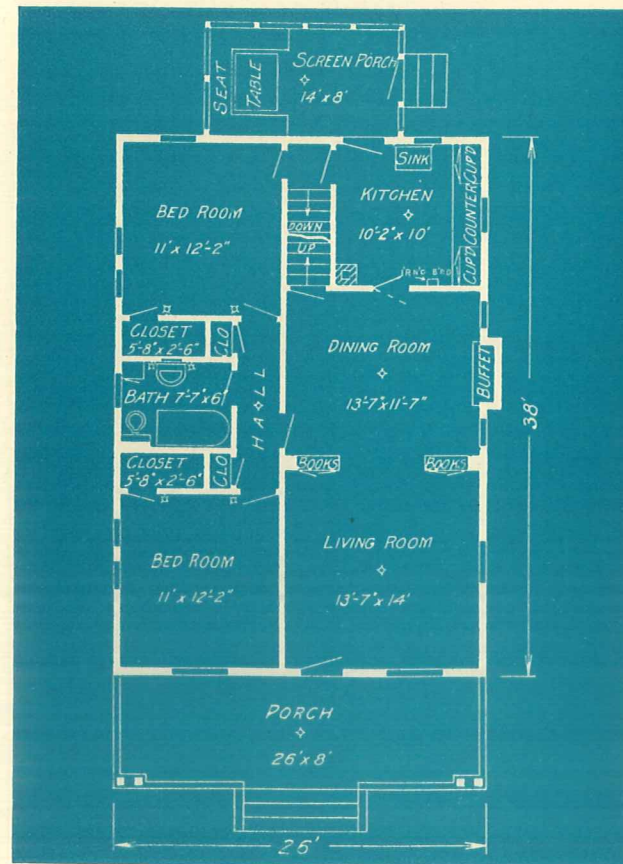 SCREEN PORCH
14' x 8'
SEAT
TABLE
SINK
BED ROOM
11' x 12'-2"
KITCHEN
10'-2" x 10'
CUP'D
COUNTER
CUP'D
DOWN
UP
IR'N'G B'R'D
CLOSET
5'-8" x 2'-6"
CLO
DINING ROOM
13'-7" x 11'-7"
BUFFET
BATH 7'-7" x 6'
HALL
38'
CLOSET
5'-8" x 2'-6"
CLO
BOOKS
BOOKS
BED ROOM
11' x 12'-2"
LIVING ROOM
13'-7" x 14'
PORCH
26' x 8'
26'